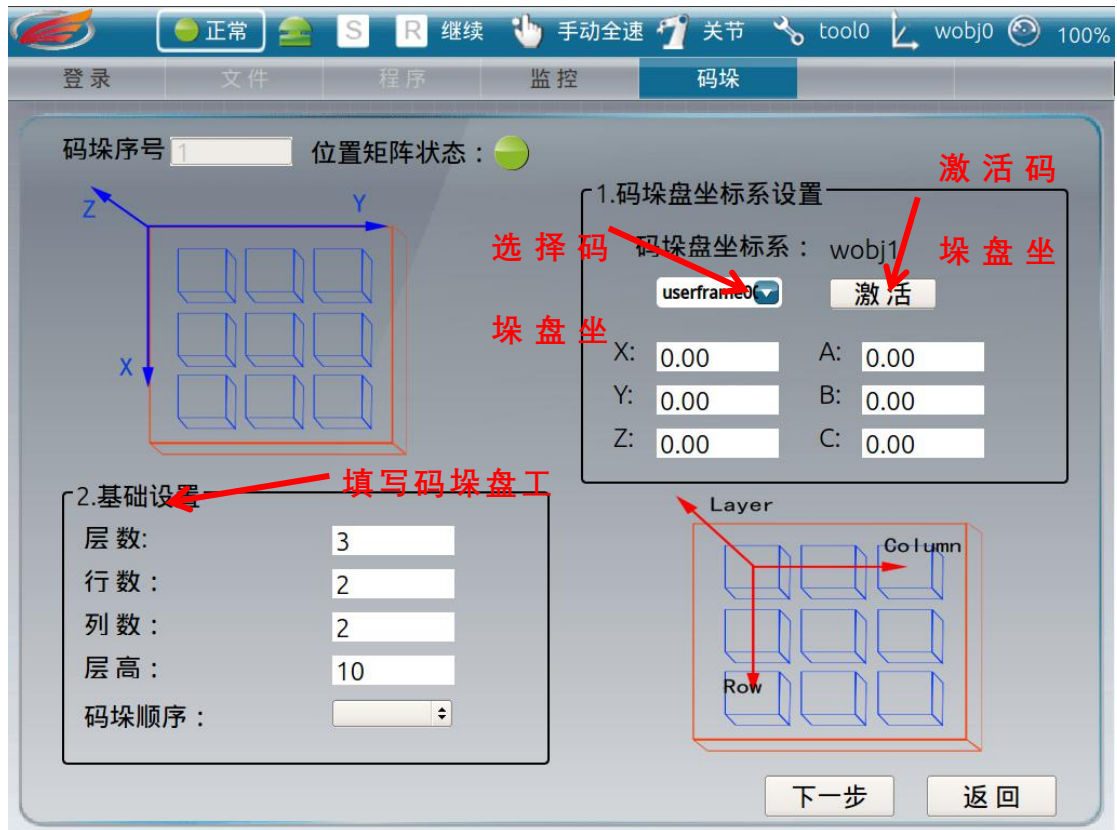 正常 S R 继续 手动全速 关节 tool0 wobj0 100%
登录 文件 程序 监控 码垛
码垛序号 1 位置矩阵状态：
激活码
垛盘坐
1.码垛盘坐标系设置
选择码
垛盘坐
码垛盘坐标系： wobj1
userframe0 激活
X: 0.00 A: 0.00
Y: 0.00 B: 0.00
Z: 0.00 C: 0.00
Z Y
X
填写码垛盘工
2.基础设置
层数: 3
行数： 2
列数： 2
层高： 10
码垛顺序：
Layer
Column
Row
下一步 返回